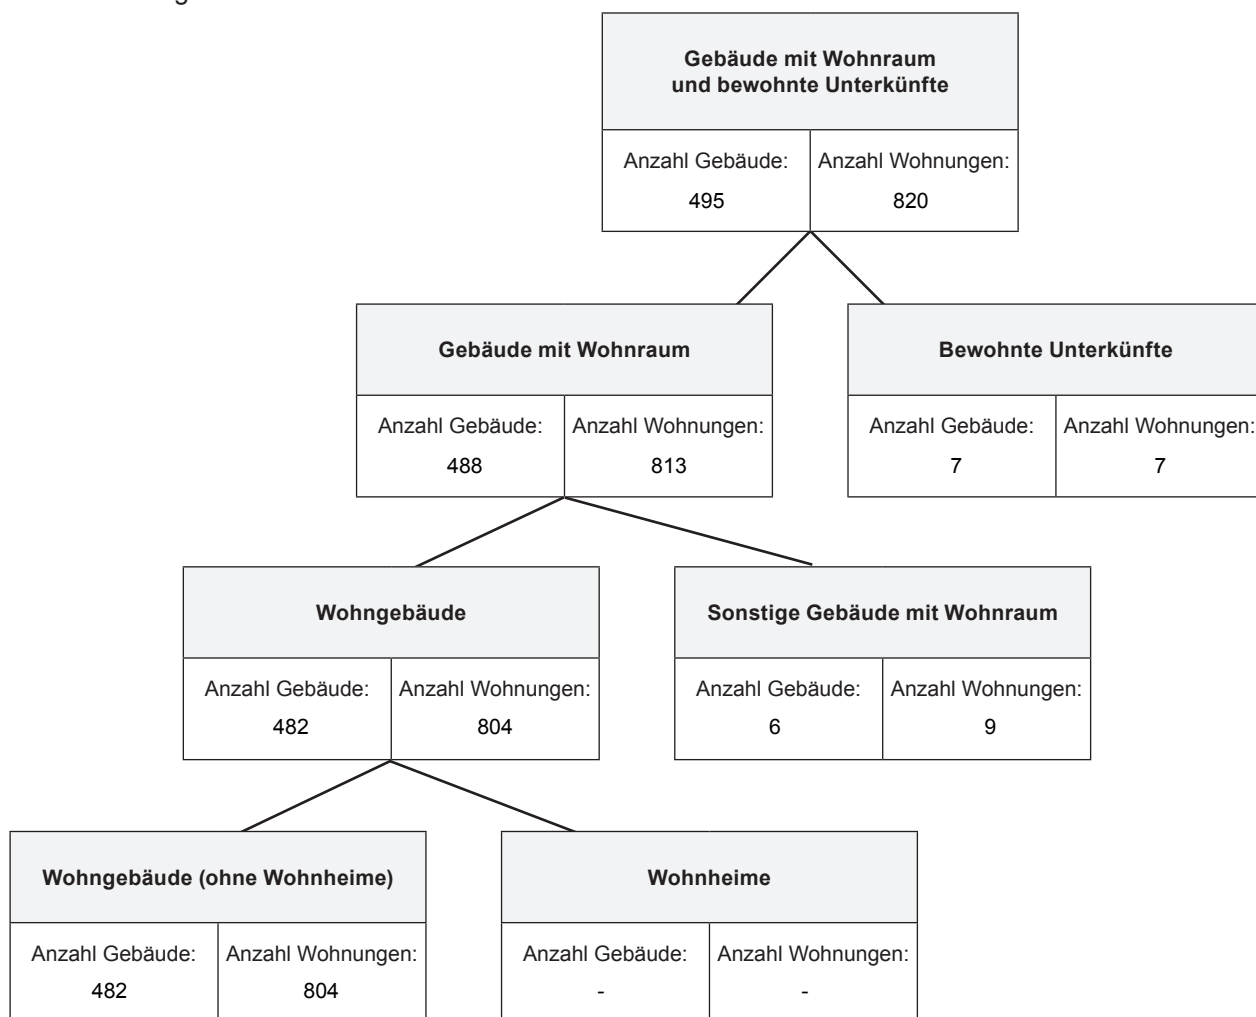 Gebäude mit Wohnraum
und bewohnte Unterkünfte
Anzahl Gebäude: Anzahl Wohnungen:
495 820
Gebäude mit Wohnraum Bewohnte Unterkünfte
Anzahl Gebäude: Anzahl Wohnungen: Anzahl Gebäude: Anzahl Wohnungen:
488 813 7 7
Wohngebäude Sonstige Gebäude mit Wohnraum
Anzahl Gebäude: Anzahl Wohnungen: Anzahl Gebäude: Anzahl Wohnungen:
482 804 6 9
Wohngebäude (ohne Wohnheime) Wohnheime
Anzahl Gebäude: Anzahl Wohnungen: Anzahl Gebäude: Anzahl Wohnungen:
482 804 - -